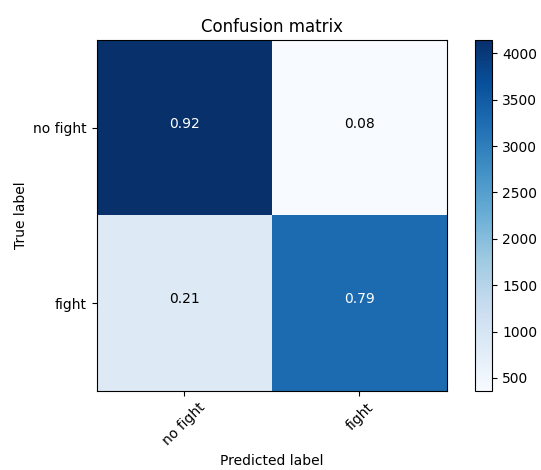 Confusion matrix
no fight
fight
True label
0.92
0.08
0.21
0.79
no fight
fight
Predicted label
4000
3500
3000
2500
2000
1500
1000
500